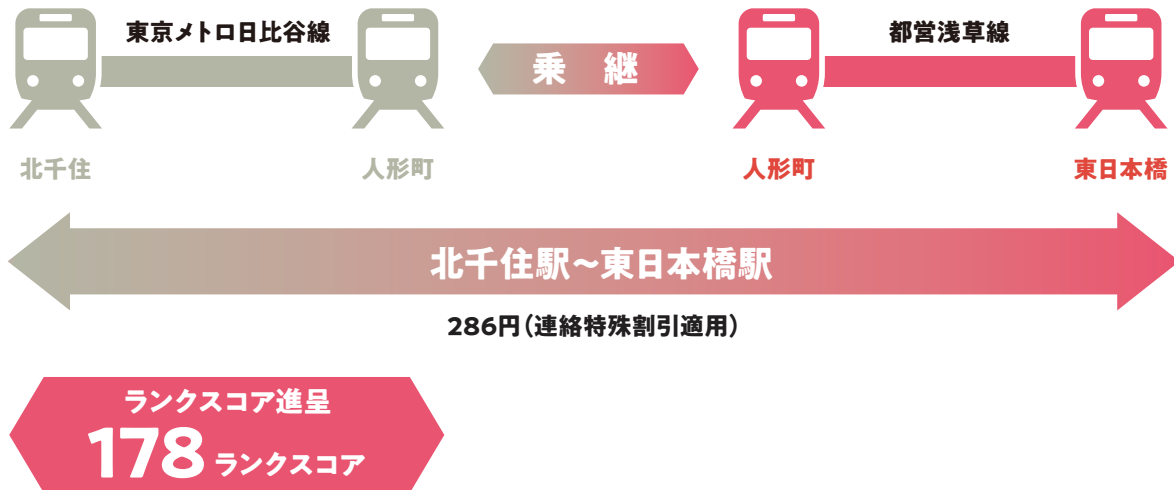 東京メトロ日比谷線
乗 継
都営浅草線
北千住
人形町
人形町
東日本橋
北千住駅～東日本橋駅
286円（連絡特殊割引適用）
ランクスコア進呈
178 ランクスコア